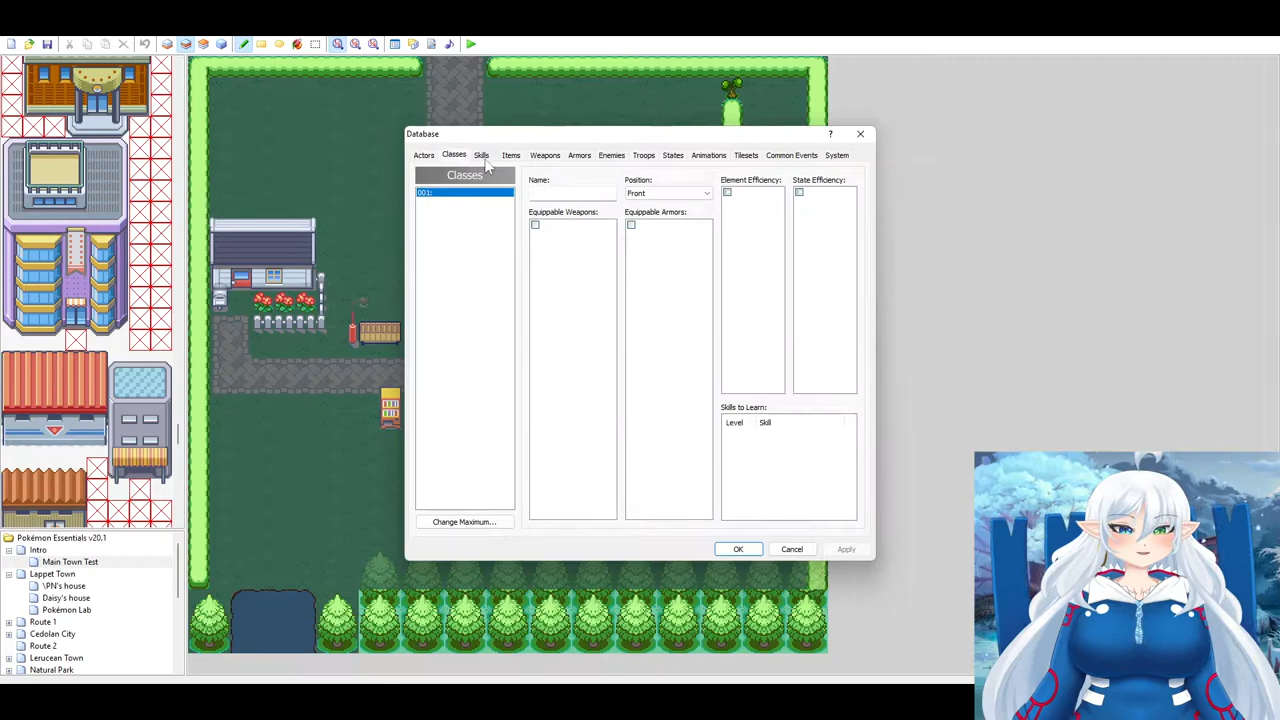 Database
?
Actors Classes Skills Items Weapons Armors Enemies Troops States Animations Tilesets Common Events System
Classes
001:
Change Maximum...
Name:
Position:
Front
Equippable Weapons:
Equippable Armors:
Element Efficiency:
State Efficiency:
Skills to Learn:
Level Skill
OK Cancel Apply
Pokémon Essentials v20.1
Intro
Main Town Test
Lappet Town
\PN's house
Daisy's house
Pokémon Lab
Route 1
Cedolan City
Route 2
Lerucean Town
Natural Park